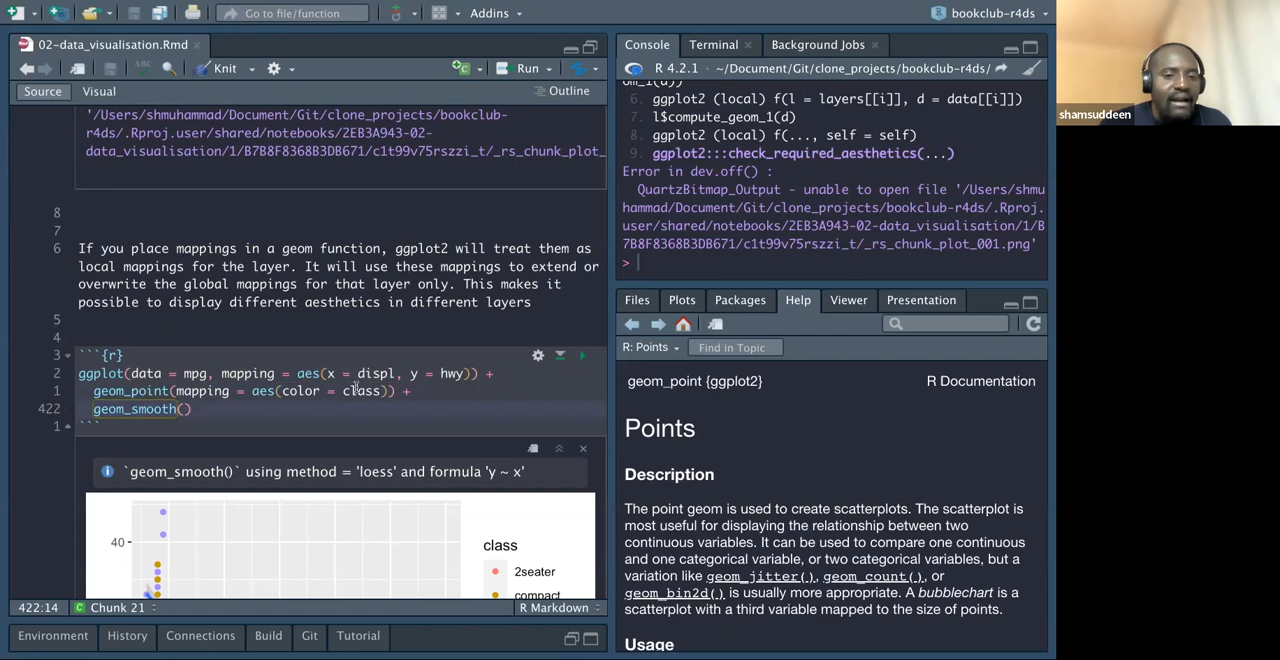 Go to file/function
Addins
bookclub-r4ds
02-data_visualisation.Rmd
Knit
Run
Source
Visual
Outline
'/Users/shmuhammad/Document/Git/clone_projects/bookclub-
r4ds/.Rproj.user/shared/notebooks/2EB3A943-02-
data_visualisation/1/B7B8F8368B3DB671/c1t99v75rszzi_t/_rs_chunk_plot_
8
7
6 If you place mappings in a geom function, ggplot2 will treat them as
local mappings for the layer. It will use these mappings to extend or
overwrite the global mappings for that layer only. This makes it
possible to display different aesthetics in different layers
5
4
3 ```{r}
2 ggplot(data = mpg, mapping = aes(x = displ, y = hwy)) +
1 geom_point(mapping = aes(color = class)) +
422 geom_smooth()
1 ```
`geom_smooth()` using method = 'loess' and formula 'y ~ x'
40
class
2seater
compact
422:14
Chunk 21
R Markdown
Environment
History
Connections
Build
Git
Tutorial
Console
Terminal
Background Jobs
R 4.2.1 · ~/Document/Git/clone_projects/bookclub-r4ds/
om_1(d)
6. ggplot2 (local) f(l = layers[[i]], d = data[[i]])
7. l$compute_geom_1(d)
8. ggplot2 (local) f(..., self = self)
9. ggplot2:::check_required_aesthetics(...)
Error in dev.off() :
QuartzBitmap_Output - unable to open file '/Users/shmu
hammad/Document/Git/clone_projects/bookclub-r4ds/.Rproj.
user/shared/notebooks/2EB3A943-02-data_visualisation/1/B
7B8F8368B3DB671/c1t99v75rszzi_t/_rs_chunk_plot_001.png'
>
Files
Plots
Packages
Help
Viewer
Presentation
R: Points
Find in Topic
geom_point {ggplot2}
R Documentation
Points
Description
The point geom is used to create scatterplots. The scatterplot is
most useful for displaying the relationship between two
continuous variables. It can be used to compare one continuous
and one categorical variable, or two categorical variables, but a
variation like geom_jitter(), geom_count(), or
geom_bin2d() is usually more appropriate. A bubblechart is a
scatterplot with a third variable mapped to the size of points.
Usage
shamsuddeen